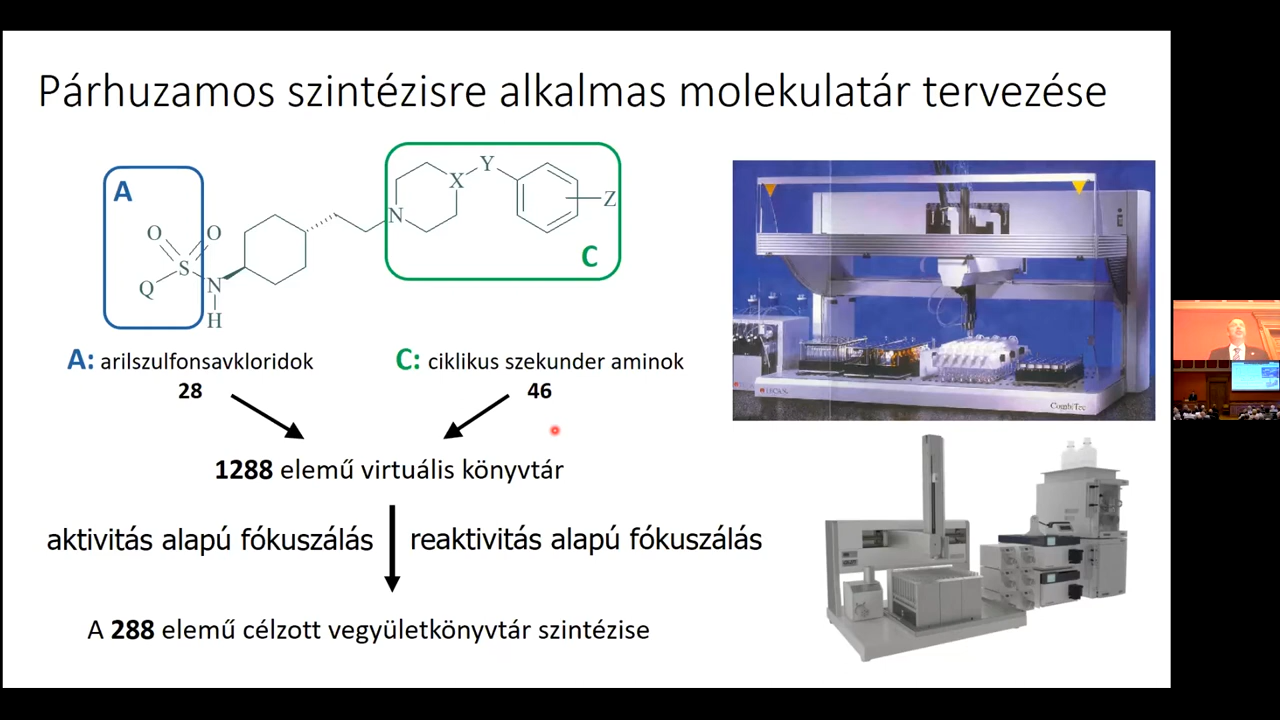 Párhuzamos szintézisre alkalmas molekulatár tervezése
A
O
O
S
Q
N
H
N
X
Y
Z
C
A: arilszulfonsavkloridok
28
C: ciklikus szekunder aminok
46
1288 elemű virtuális könyvtár
aktivitás alapú fókuszálás
reaktivitás alapú fókuszálás
A 288 elemű célzott vegyületkönyvtár szintézise
CombiTec